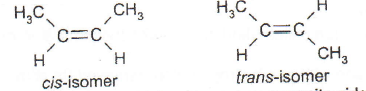 H₃C CH₃ H₃C H
C=C C=C
H H H CH₃
cis-isomer trans-isomer